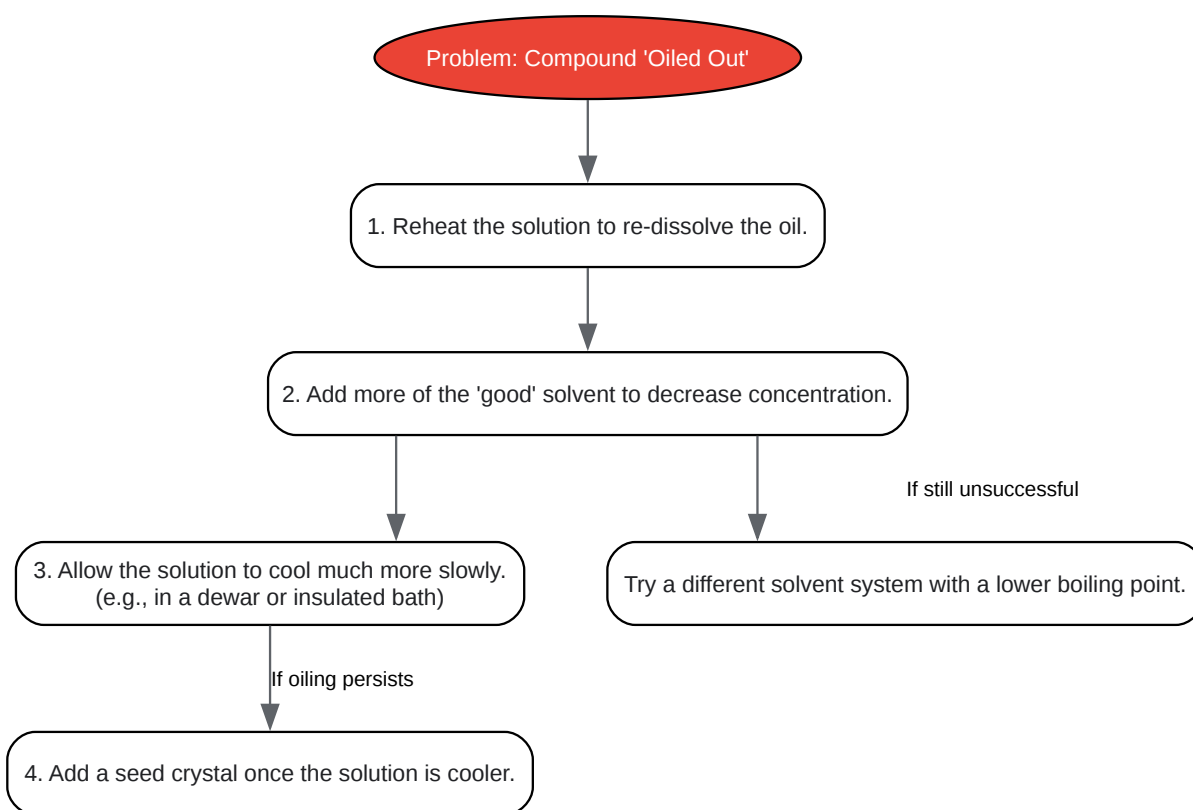 Problem: Compound 'Oiled Out'
1. Reheat the solution to re-dissolve the oil.
2. Add more of the 'good' solvent to decrease concentration.
If still unsuccessful
3. Allow the solution to cool much more slowly.
(e.g., in a dewar or insulated bath)
Try a different solvent system with a lower boiling point.
If oiling persists
4. Add a seed crystal once the solution is cooler.